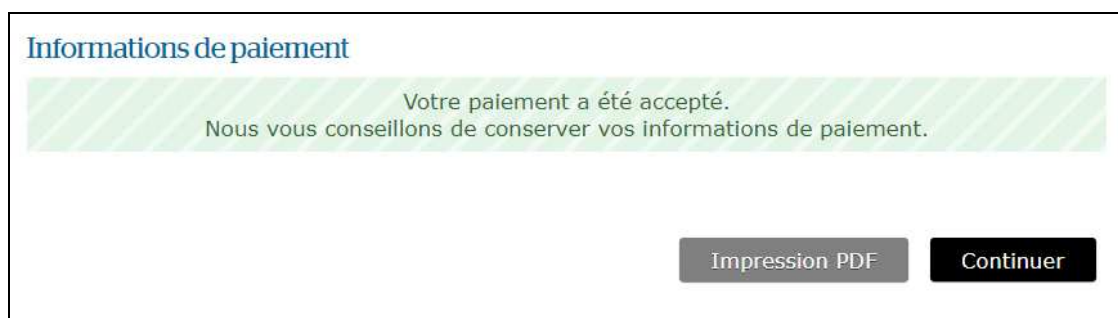 Informations de paiement
Votre paiement a été accepté.
Nous vous conseillons de conserver vos informations de paiement.
Impression PDF
Continuer